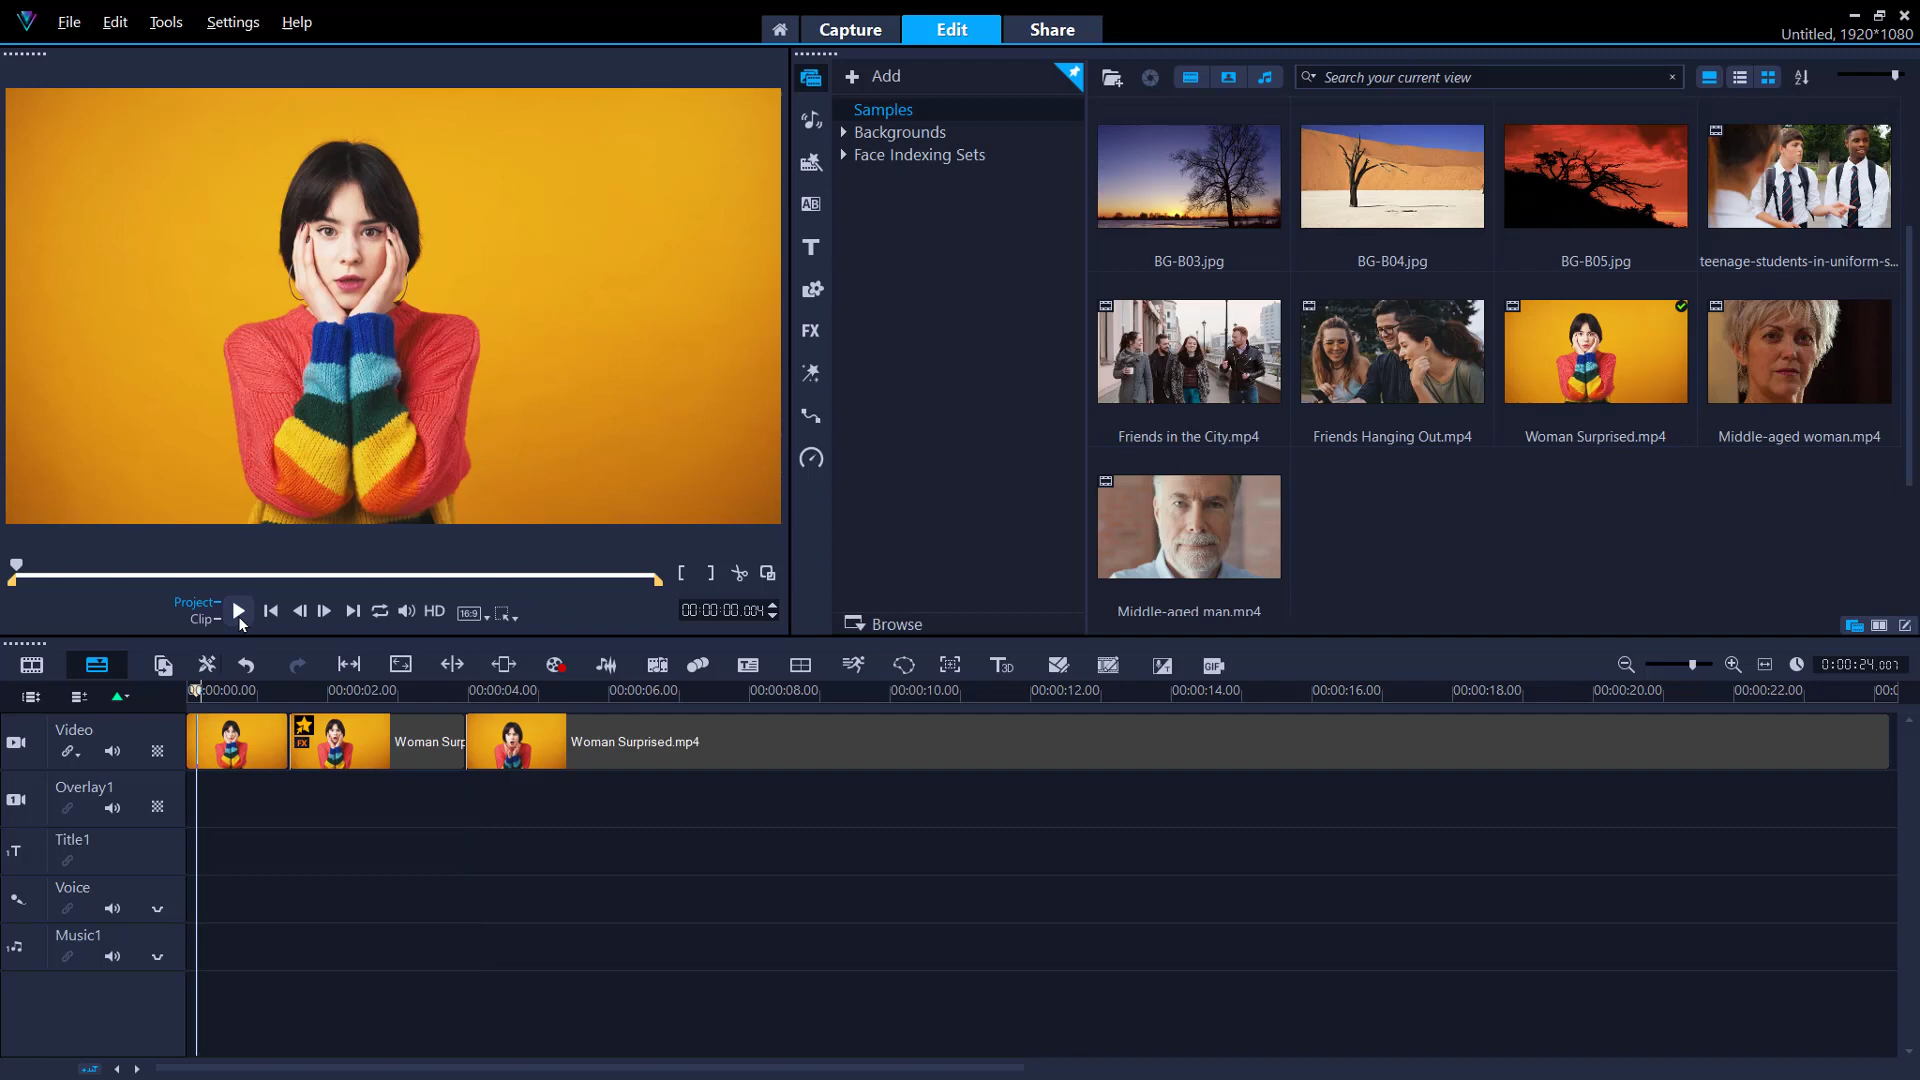 File Edit Tools Settings Help
Capture Edit Share
Untitled, 1920*1080
Add
Search your current view
Samples
Backgrounds
Face Indexing Sets
BG-B03.jpg BG-B04.jpg BG-B05.jpg teenage-students-in-uniform-s...
Friends in the City.mp4 Friends Hanging Out.mp4 Woman Surprised.mp4 Middle-aged woman.mp4
Middle-aged man.mp4
AB
T
FX
Browse
Project
Clip
HD 16:9 00:00:00.004
T3D GIF 0:00:24.007
00:00:02.00 00:00:04.00 00:00:06.00 00:00:08.00 00:00:10.00 00:00:12.00 00:00:14.00 00:00:16.00 00:00:18.00 00:00:20.00 00:00:22.00
Video
FX Woman Surp Woman Surprised.mp4
Overlay1
Title1
Voice
Music1